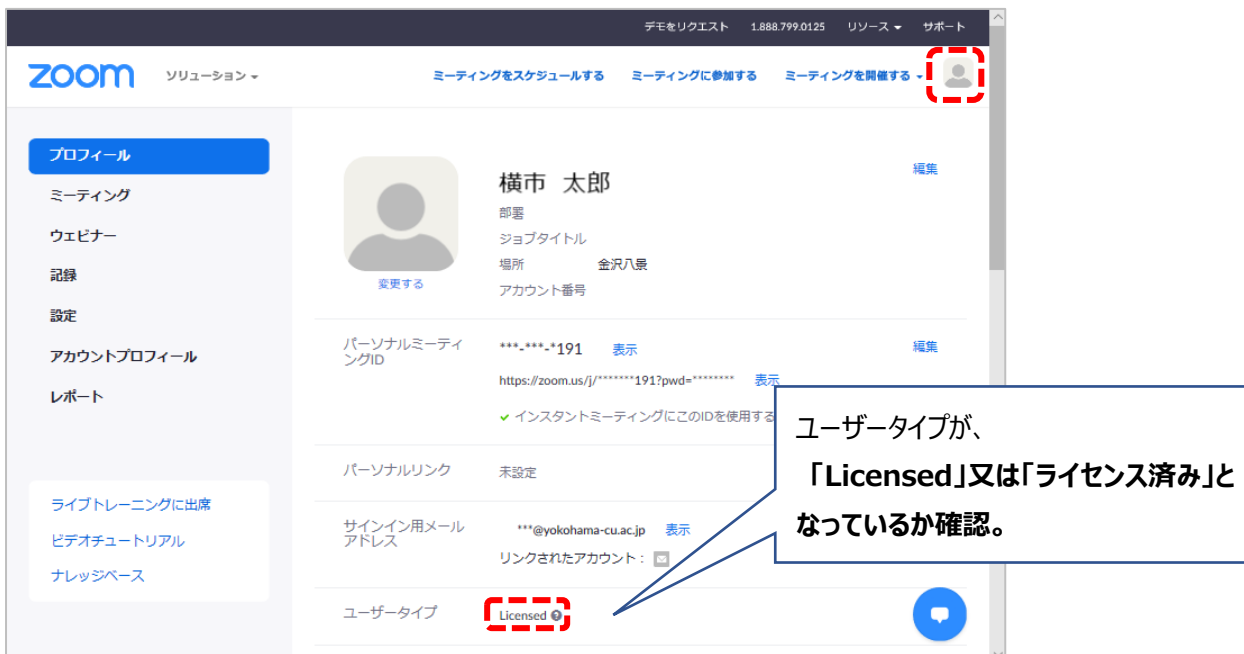 デモをリクエスト 1.888.799.0125 リソース サポート
zoom ソリューション ミーティングをスケジュールする ミーティングに参加する ミーティングを開催する
プロフィール
ミーティング
ウェビナー
記録
設定
アカウントプロフィール
レポート
ライブトレーニングに出席
ビデオチュートリアル
ナレッジベース
変更する
横市 太郎
編集
部署
ジョブタイトル
場所 金沢八景
アカウント番号
パーソナルミーティ
ングID
***-***-*191 表示
編集
https://zoom.us/j/*******191?pwd=******** 表示
インスタントミーティングにこのIDを使用する
パーソナルリンク 未設定
サインイン用メール
アドレス
***@yokohama-cu.ac.jp 表示
リンクされたアカウント:
ユーザータイプ Licensed
ユーザータイプが、
「Licensed」又は「ライセンス済み」と
なっているか確認。